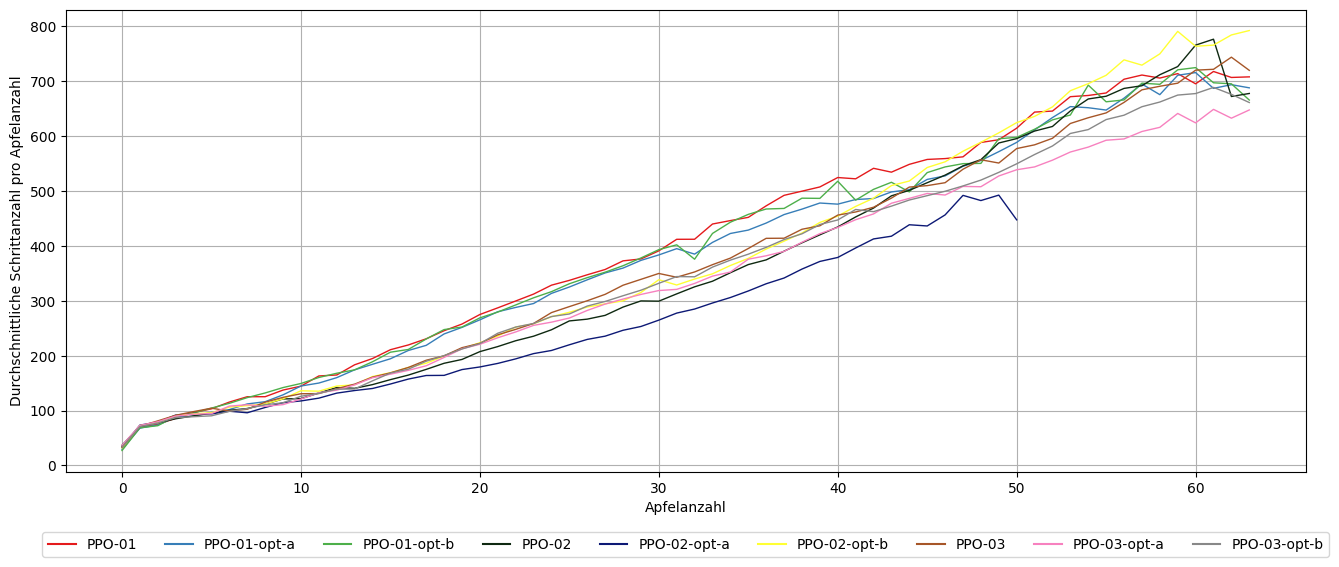 Durchschnittliche Schrittanzahl pro Apfelanzahl
800
700
600
500
400
300
200
100
0
0 10 20 30 40 50 60
Apfelanzahl
PPO-01 PPO-01-opt-a PPO-01-opt-b PPO-02 PPO-02-opt-a PPO-02-opt-b PPO-03 PPO-03-opt-a PPO-03-opt-b